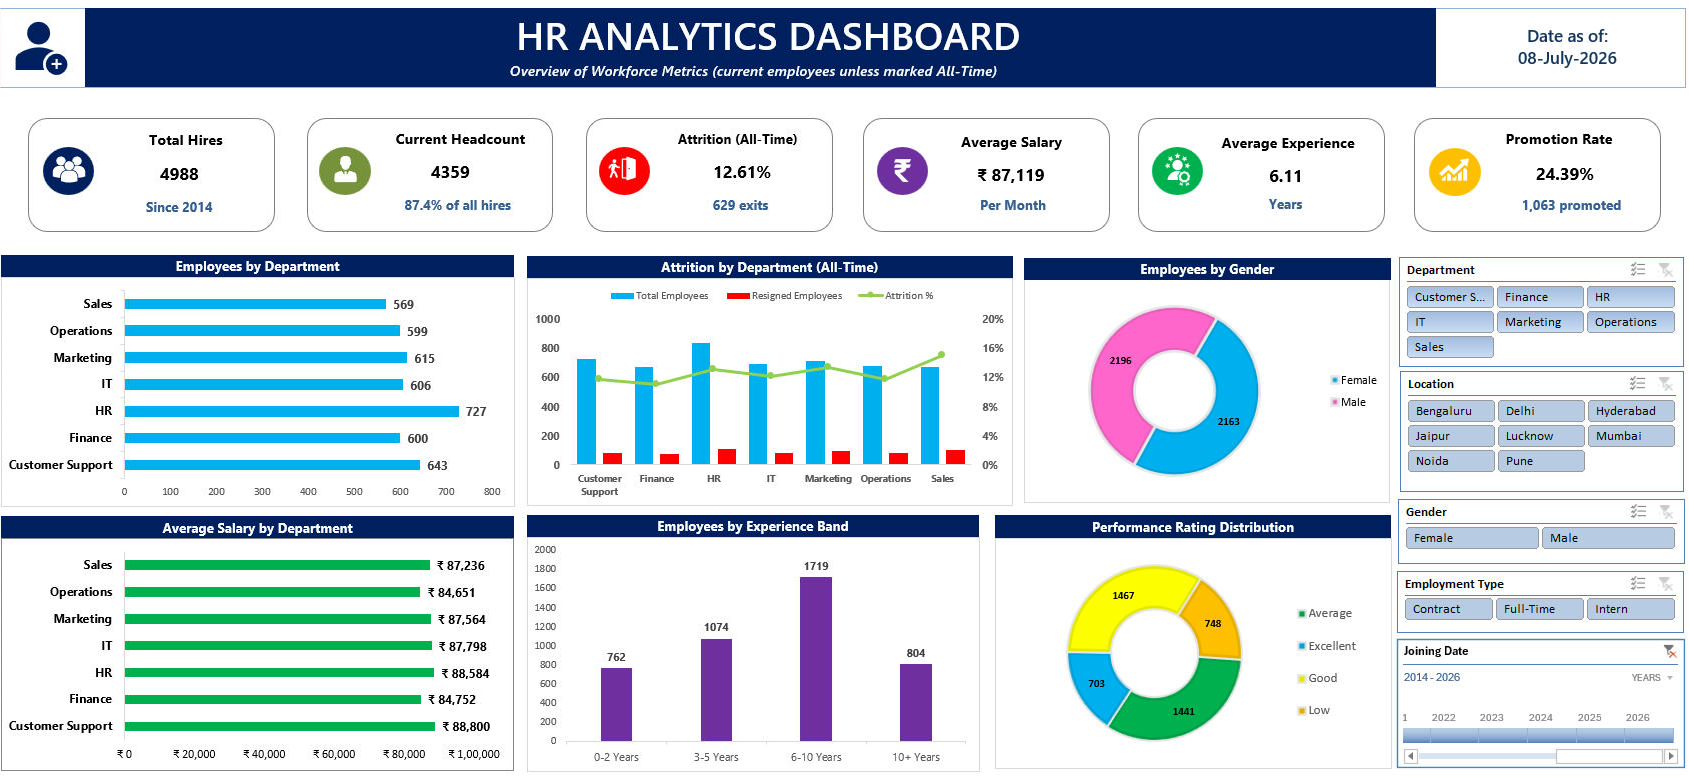 HR ANALYTICS DASHBOARD
Overview of Workforce Metrics (current employees unless marked All-Time)
Date as of:
08-July-2026
Total Hires
4988
Since 2014
Current Headcount
4359
87.4% of all hires
Attrition (All-Time)
12.61%
629 exits
Average Salary
₹ 87,119
Per Month
Average Experience
6.11
Years
Promotion Rate
24.39%
1,063 promoted
Employees by Department
Sales 569
Operations 599
Marketing 615
IT 606
HR 727
Finance 600
Customer Support 643
0 100 200 300 400 500 600 700 800
Attrition by Department (All-Time)
Total Employees Resigned Employees Attrition %
1000 20%
800 16%
600 12%
400 8%
200 4%
0 0%
Customer Finance HR IT Marketing Operations Sales
Support
Employees by Gender
2196
2163
Female
Male
Department
Customer S... Finance HR
IT Marketing Operations
Sales
Location
Bengaluru Delhi Hyderabad
Jaipur Lucknow Mumbai
Noida Pune
Gender
Female Male
Employment Type
Contract Full-Time Intern
Joining Date
2014 - 2026 YEARS
1 2022 2023 2024 2025 2026
Average Salary by Department
Sales ₹ 87,236
Operations ₹ 84,651
Marketing ₹ 87,564
IT ₹ 87,798
HR ₹ 88,584
Finance ₹ 84,752
Customer Support ₹ 88,800
₹ 0 ₹ 20,000 ₹ 40,000 ₹ 60,000 ₹ 80,000 ₹ 1,00,000
Employees by Experience Band
2000
1800
1600
1400
1200
1000
800
600
400
200
0
762
1074
1719
804
0-2 Years 3-5 Years 6-10 Years 10+ Years
Performance Rating Distribution
1467
748
703
1441
Average
Excellent
Good
Low